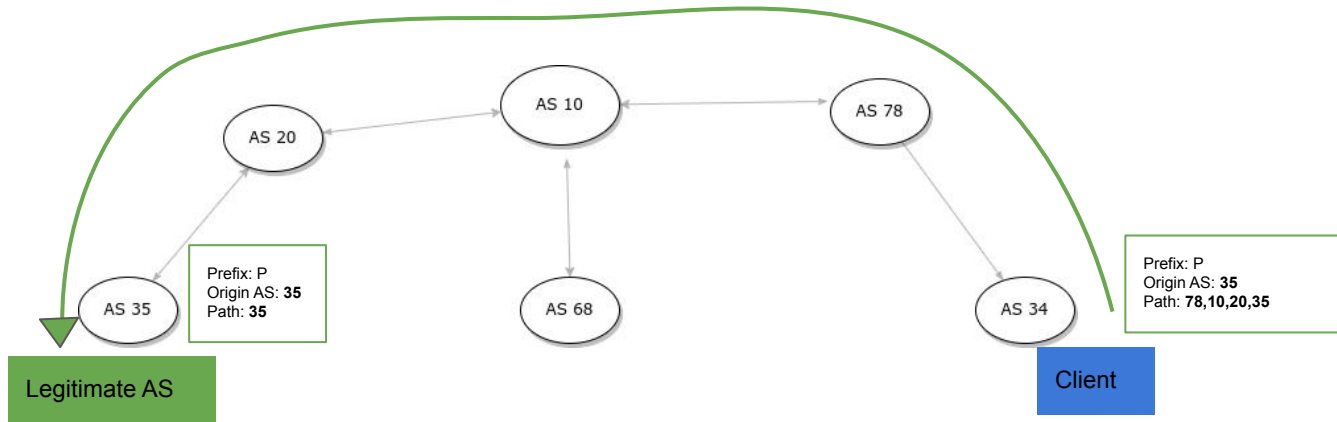 AS 10
AS 20
AS 78
Prefix: P
Origin AS: 35
Path: 35
Prefix: P
Origin AS: 35
Path: 78,10,20,35
AS 35
AS 68
AS 34
Legitimate AS
Client